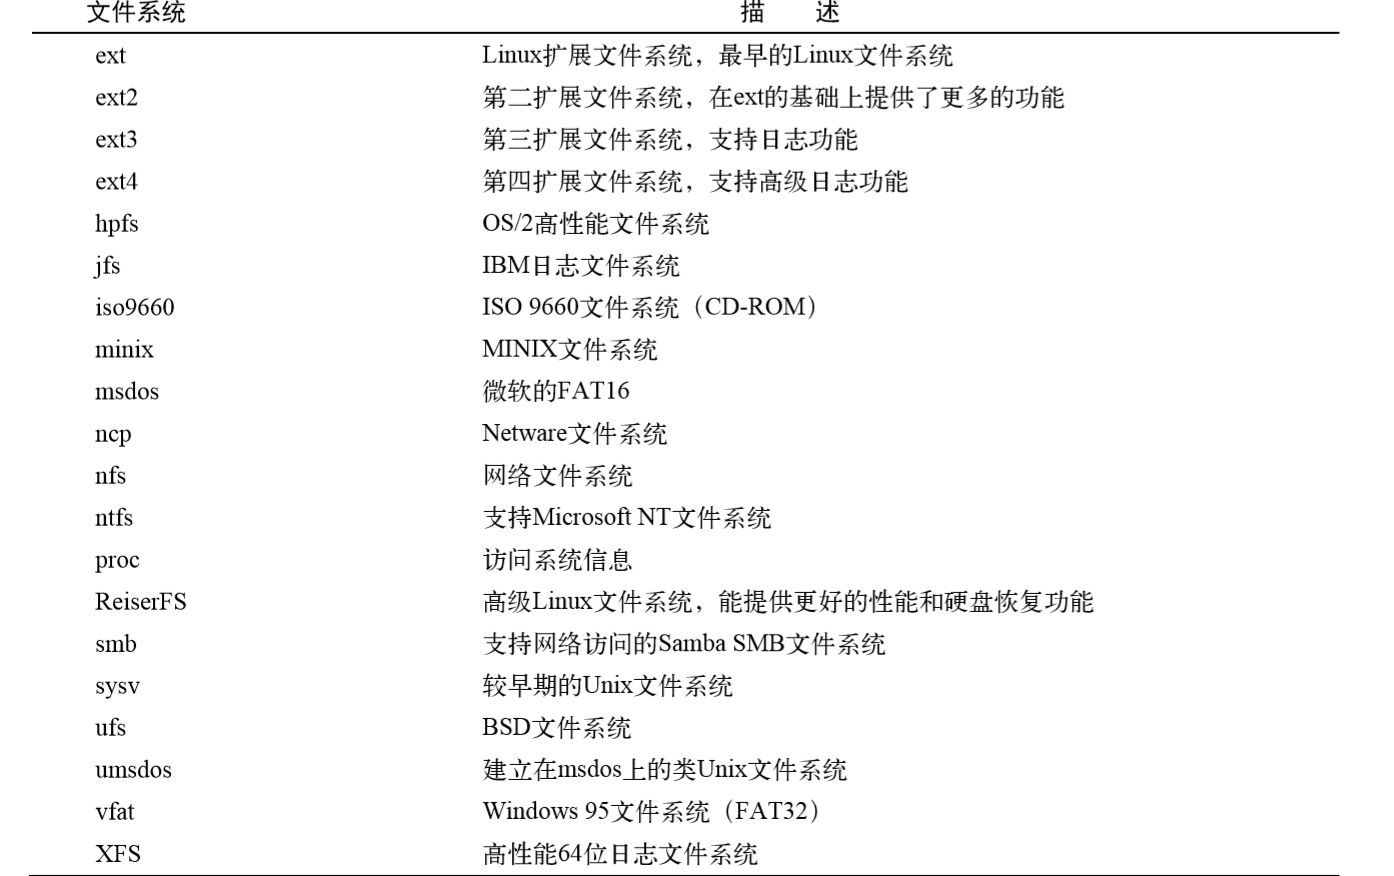 文件系统 描 述
ext Linux扩展文件系统，最早的Linux文件系统
ext2 第二扩展文件系统，在ext的基础上提供了更多的功能
ext3 第三扩展文件系统，支持日志功能
ext4 第四扩展文件系统，支持高级日志功能
hpfs OS/2高性能文件系统
jfs IBM日志文件系统
iso9660 ISO 9660文件系统（CD-ROM）
minix MINIX文件系统
msdos 微软的FAT16
ncp Netware文件系统
nfs 网络文件系统
ntfs 支持Microsoft NT文件系统
proc 访问系统信息
ReiserFS 高级Linux文件系统，能提供更好的性能和硬盘恢复功能
smb 支持网络访问的Samba SMB文件系统
sysv 较早期的Unix文件系统
ufs BSD文件系统
umsdos 建立在msdos上的类Unix文件系统
vfat Windows 95文件系统（FAT32）
XFS 高性能64位日志文件系统